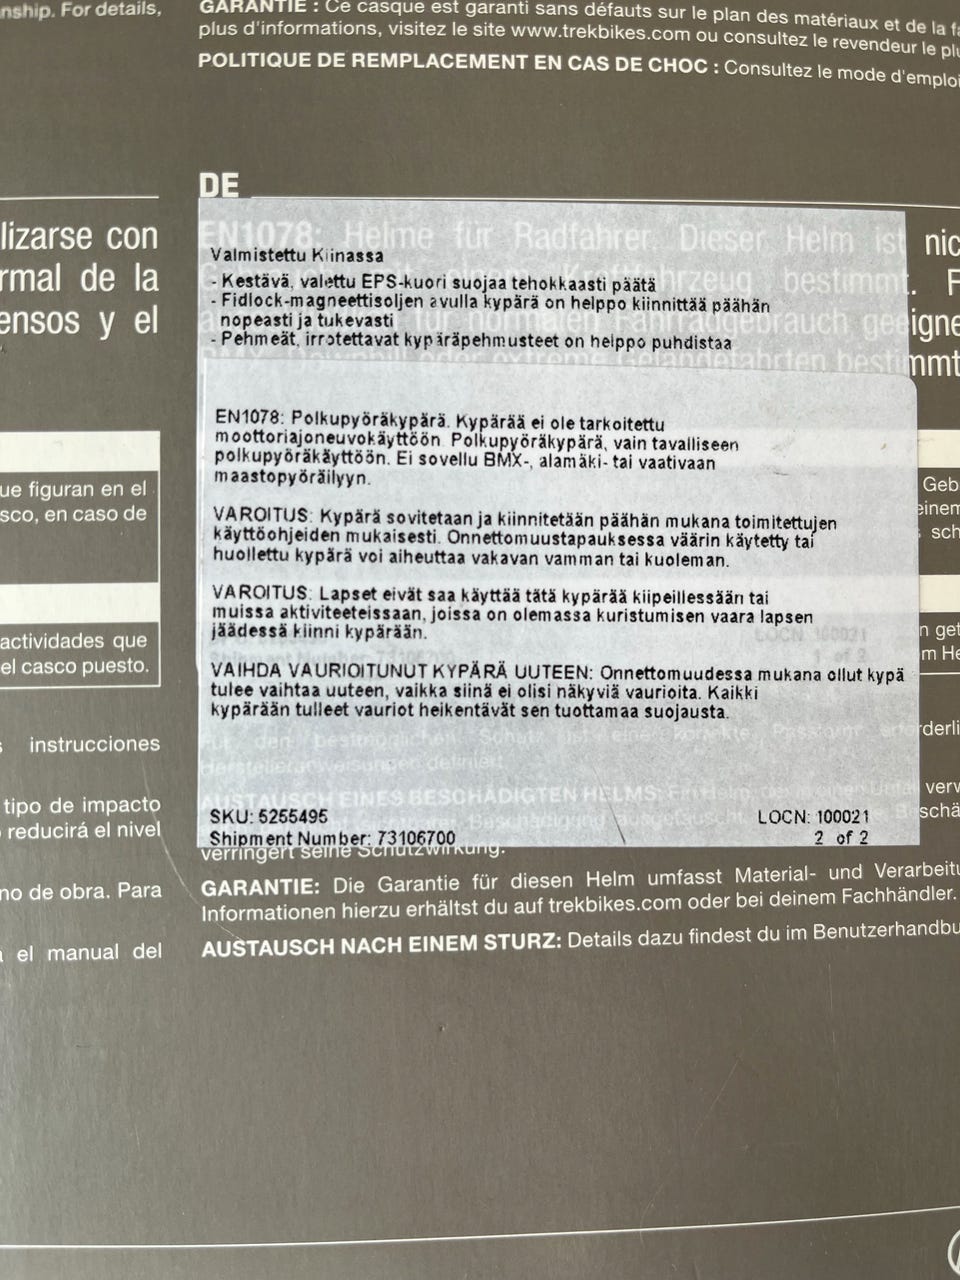 nship. For details,
GARANTIE : Ce casque est garanti sans défauts sur le plan des matériaux et de la
plus d'informations, visitez le site www.trekbikes.com ou consultez le revendeur le
POLITIQUE DE REMPLACEMENT EN CAS DE CHOC : Consultez le mode d'emploi
lizarse con
rmal de la
ensos y el
ue figuran en el
sco, en caso de
actividades que
el casco puesto.
instrucciones
tipo de impacto
reducirá el nivel
no de obra. Para
a el manual del
DE
EN1078: Helme für Radfahrer. Dieser Helm ist nic
Valmistettu Kiinassa
- Kestävä, valettu EPS-kuori suojaa tehokkaasti päätä
- Fidlock-magneettisoljen avulla kypärä on helppo kiinnittää päähän
nopeasti ja tukevasti
- Pehmeät, irrotettavat kypäräpehmusteet on helppo puhdistaa
EN1078: Polkupyöräkypärä. Kypärää ei ole tarkoitettu
moottoriajoneuvokäyttöön. Polkupyöräkypärä, vain tavalliseen
polkupyöräkäyttöön. Ei sovellu BMX-, alamäki- tai vaativaan
maastopyöräilyyn.
VAROITUS: Kypärä sovitetaan ja kiinnitetään päähän mukana toimitettujen
käyttöohjeiden mukaisesti. Onnettomuustapauksessa väärin käytetty tai
huollettu kypärä voi aiheuttaa vakavan vamman tai kuoleman.
VAROITUS: Lapset eivät saa käyttää tätä kypärää kiipeillessään tai
muissa aktiviteeteissaan, joissa on olemassa kuristumisen vaara lapsen
jäädessä kiinni kypärään.
VAIHDA VAURIOITUNUT KYPÄRÄ UUTEEN: Onnettomuudessa mukana ollut kypä
tulee vaihtaa uuteen, vaikka siinä ei olisi näkyviä vaurioita. Kaikki
kypärään tulleet vauriot heikentävät sen tuottamaa suojausta.
SKU: 5255495 LOCN: 100021
Shipment Number: 73106700 2 of 2
verringert seine Schutzwirkung.
GARANTIE: Die Garantie für diesen Helm umfasst Material- und Verarbeitu
Informationen hierzu erhältst du auf trekbikes.com oder bei deinem Fachhändler.
AUSTAUSCH NACH EINEM STURZ: Details dazu findest du im Benutzerhandbu